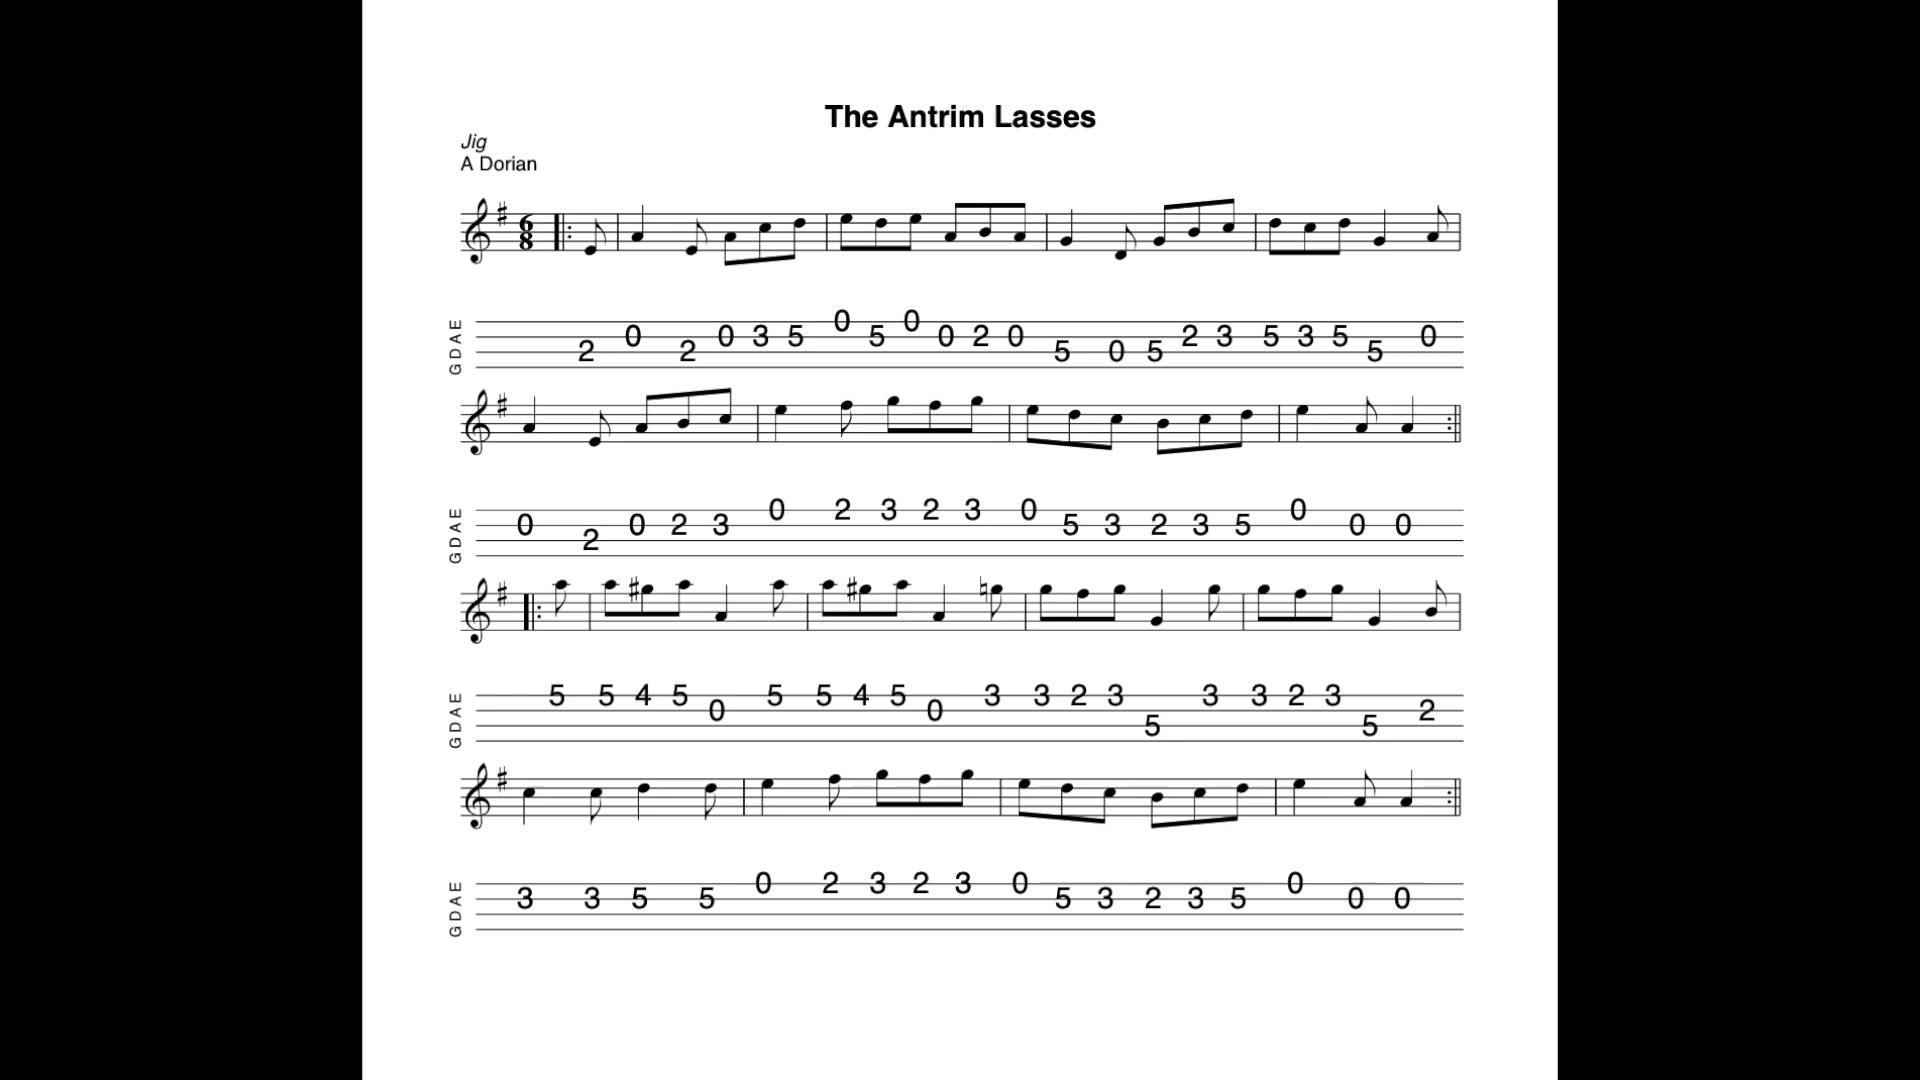 The Antrim Lasses
Jig
A Dorian
6
8
G D A E
2 0 2 0 3 5 0 5 0 0 2 0 5 0 5 2 3 5 3 5 5 0
G D A E
0 2 0 2 3 0 2 3 2 3 0 5 3 2 3 5 0 0 0
G D A E
5 5 4 5 0 5 5 4 5 0 3 3 2 3 5 3 3 2 3 5 2
G D A E
3 3 5 5 0 2 3 2 3 0 5 3 2 3 5 0 0 0